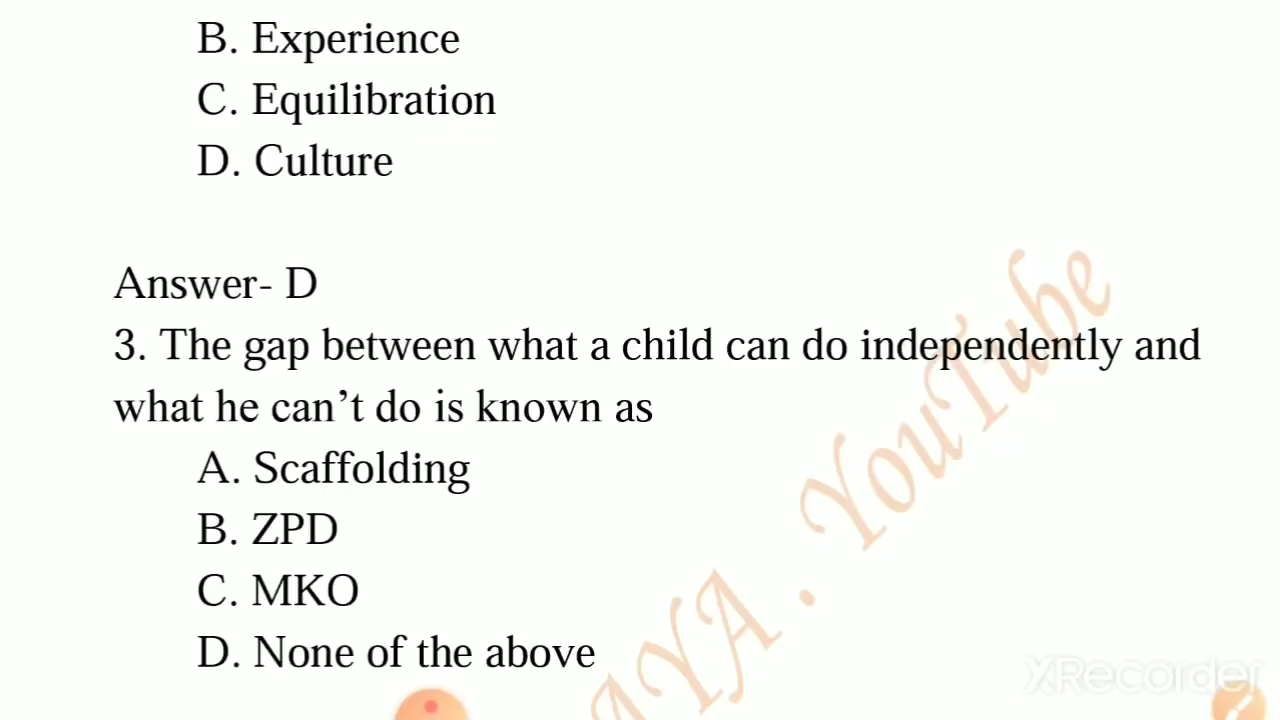 B. Experience
C. Equilibration
D. Culture
Answer- D
3. The gap between what a child can do independently and
what he can’t do is known as
A. Scaffolding
B. ZPD
C. MKO
D. None of the above
AYA . YouTube
XRecorder